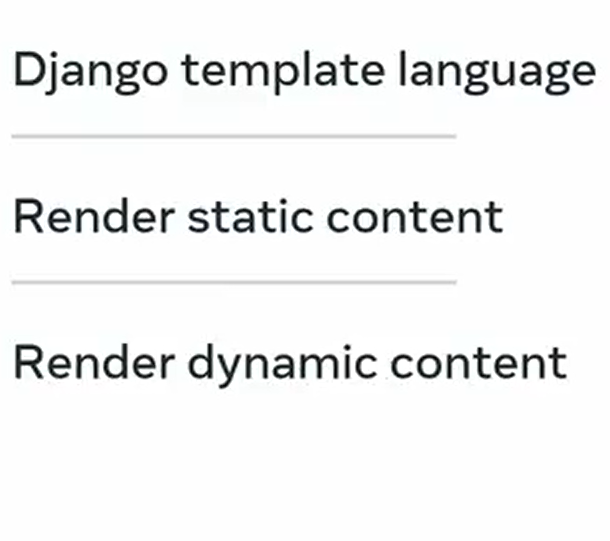 Django template language
Render static content
Render dynamic content